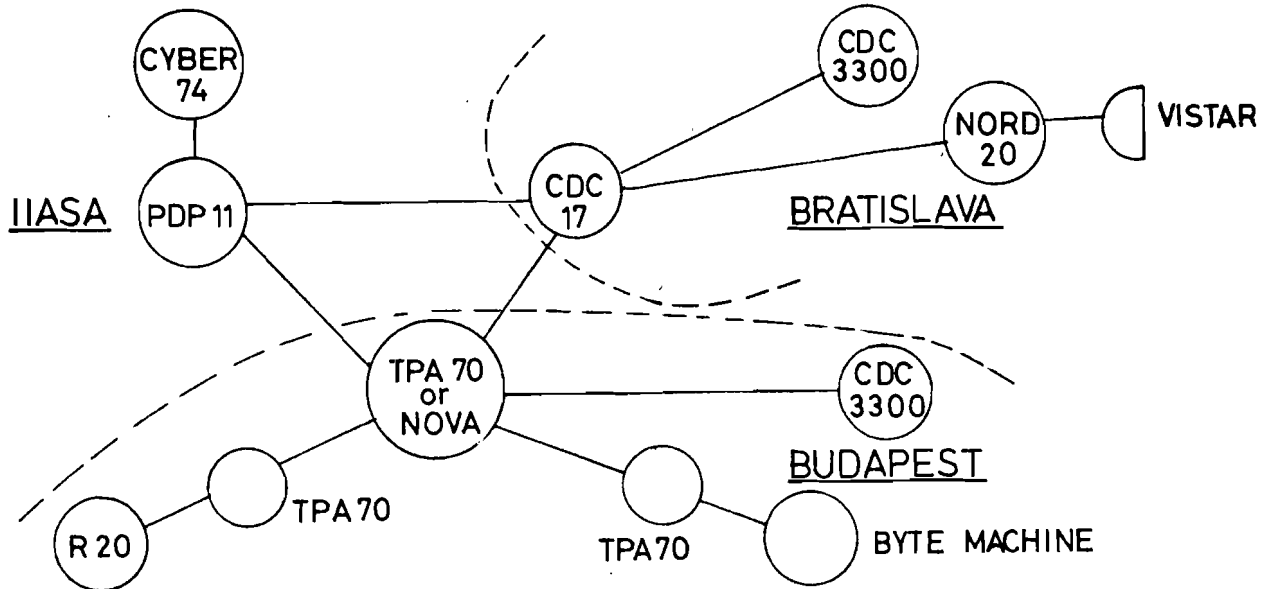 CYBER
74
CDC
3300
NORD
20
VISTAR
IIASA
PDP 11
CDC
17
BRATISLAVA
TPA 70
or
NOVA
CDC
3300
BUDAPEST
TPA 70
R 20
TPA 70
BYTE MACHINE